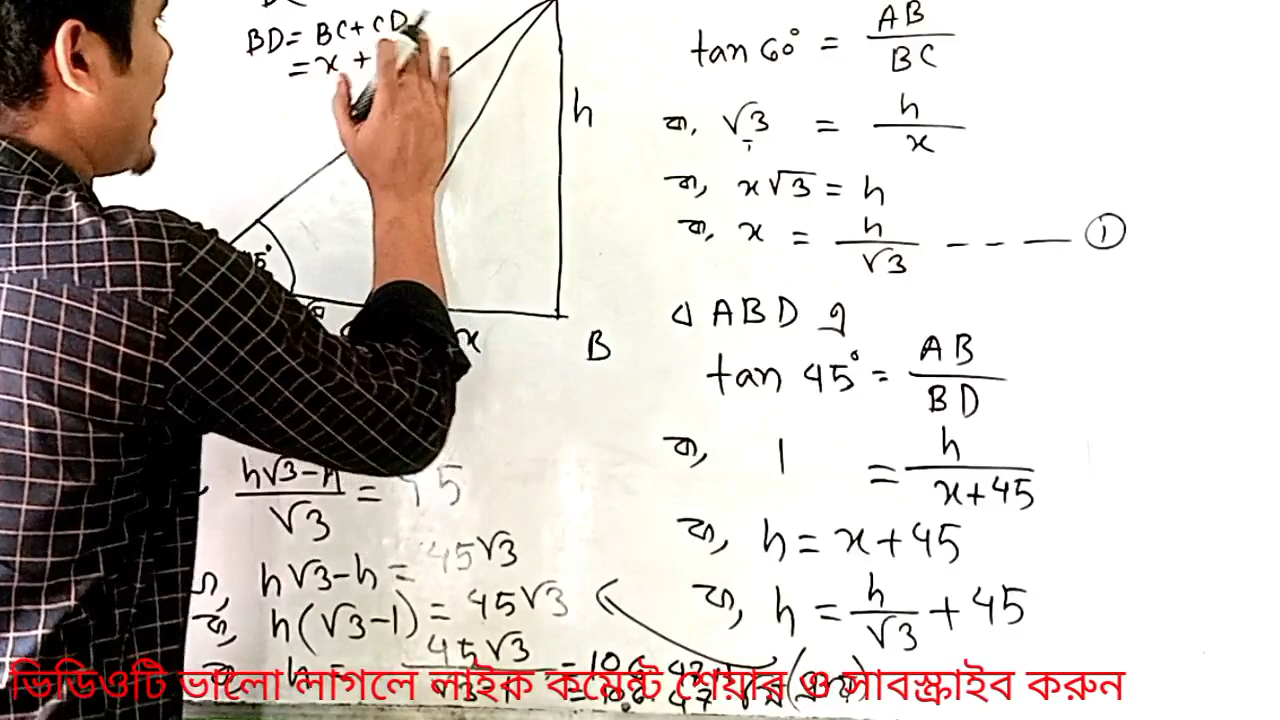 BD = BC + CD
= x +
h
x
B
tan 60° = AB/BC
বা, √3 = h/x
বা, x√3 = h
বা, x = h/√3 --- ①
△ ABD এ
tan 45° = AB/BD
বা, 1 = h/(x+45)
বা, h = x+45
বা, h = h/√3 + 45
(h√3-h)/√3 = 45
h√3-h = 45√3
বা, h(√3-1) = 45√3
h = 45√3/(√3-1)
ভিডিওটি ভালো লাগলে লাইক কমেন্ট শেয়ার ও সাবস্ক্রাইব করুন